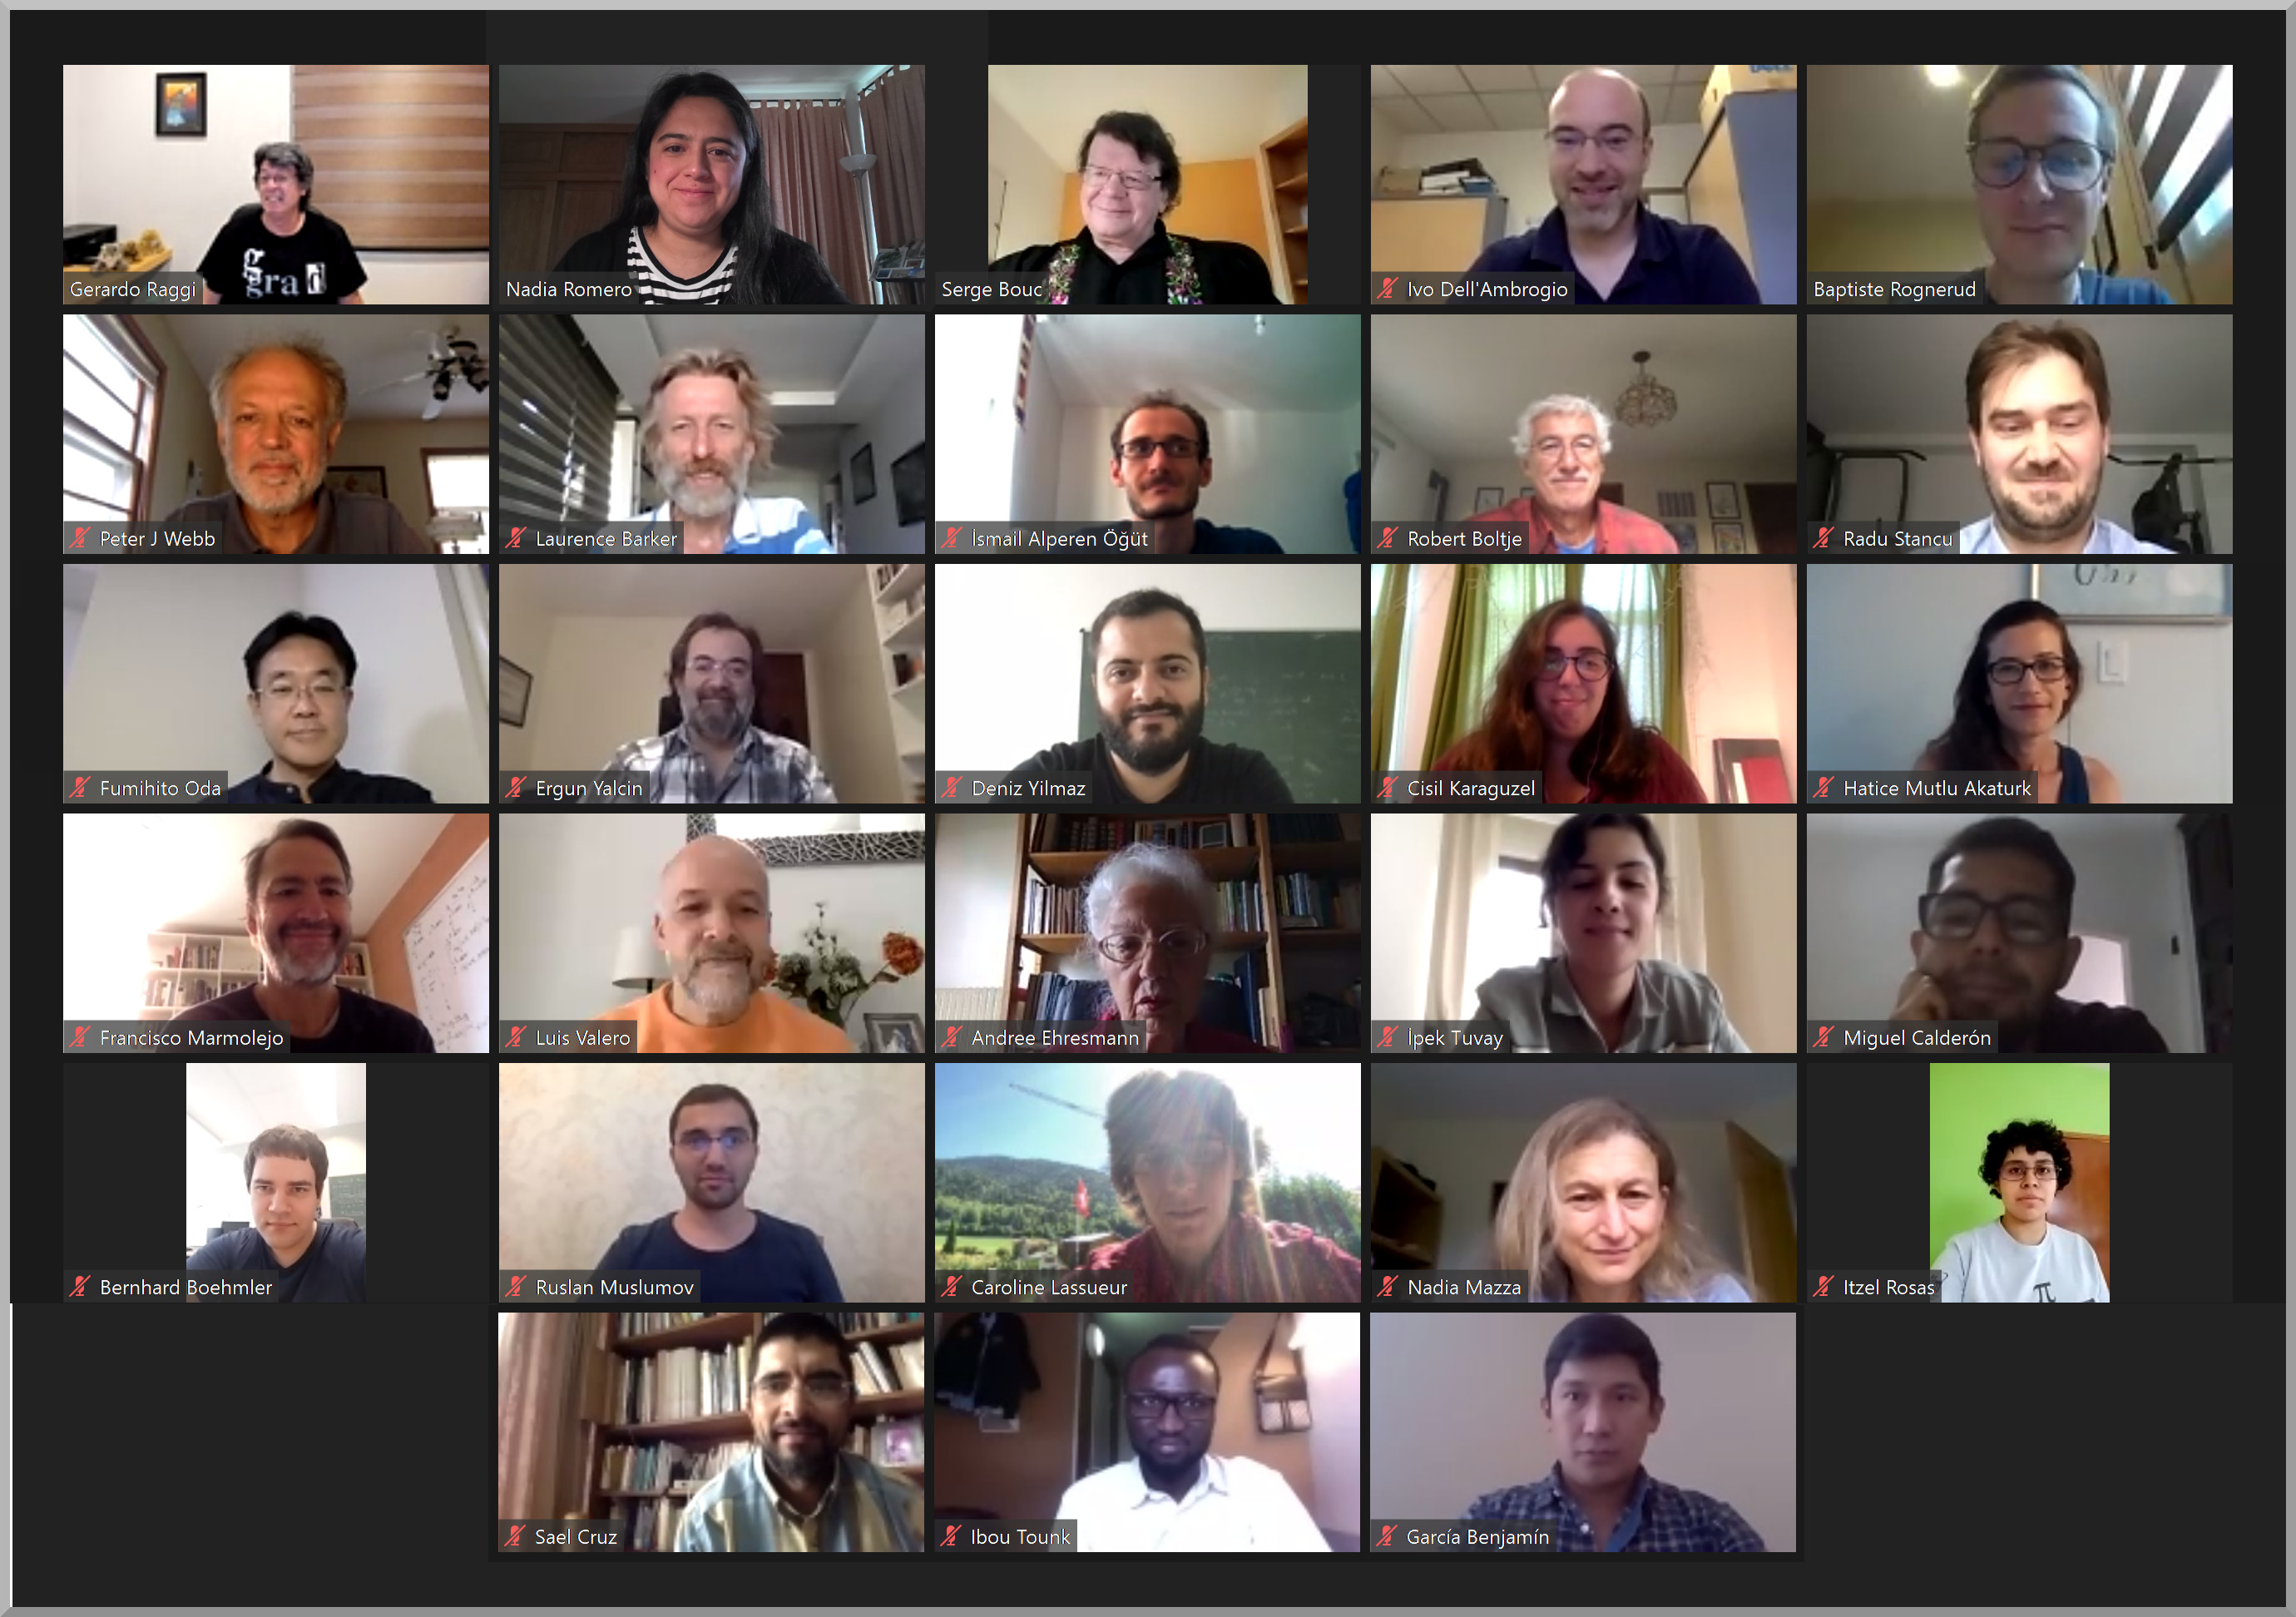 g
gra d
Gerardo Raggi
Nadia Romero
Serge Bouc
Ivo Dell'Ambrogio
Baptiste Rognerud
Peter J Webb
Laurence Barker
İsmail Alperen Öğüt
Robert Boltje
Radu Stancu
Fumihito Oda
Ergun Yalcin
Deniz Yilmaz
Cisil Karaguzel
Hatice Mutlu Akaturk
Francisco Marmolejo
Luis Valero
Andree Ehresmann
İpek Tuvay
Miguel Calderón
Bernhard Boehmler
Ruslan Muslumov
Caroline Lassueur
Nadia Mazza
π
Itzel Rosas
Sael Cruz
Ibou Tounk
García Benjamín